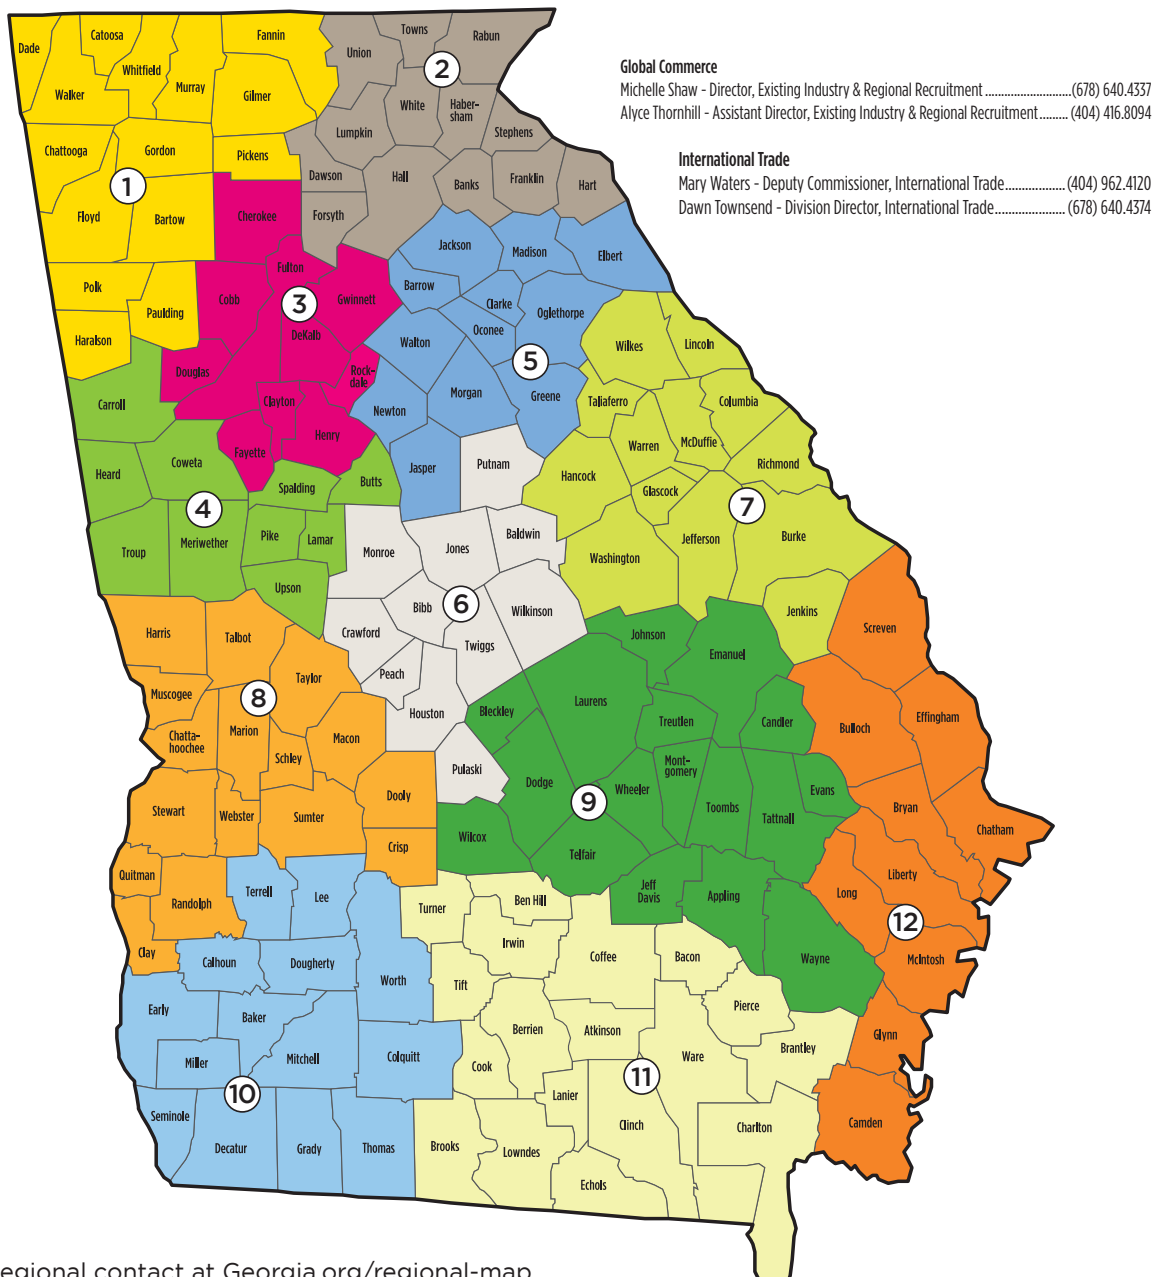 Global Commerce
Michelle Shaw - Director, Existing Industry & Regional Recruitment ..........................(678) 640.4337
Alyce Thornhill - Assistant Director, Existing Industry & Regional Recruitment......... (404) 416.8094
International Trade
Mary Waters - Deputy Commissioner, International Trade.................. (404) 962.4120
Dawn Townsend - Division Director, International Trade..................... (678) 640.4374
Dade
Catoosa
Whitfield
Walker
Murray
Fannin
Gilmer
Chattooga
Gordon
Pickens
1
Floyd
Bartow
Polk
Paulding
Haralson
Union
Towns
Rabun
2
White
Haber-
sham
Lumpkin
Stephens
Dawson
Hall
Banks
Franklin
Hart
Forsyth
Cherokee
Fulton
Cobb
3
Gwinnett
DeKalb
Douglas
Rock-
dale
Clayton
Henry
Fayette
Carroll
Heard
Coweta
Spalding
Butts
4
Troup
Meriwether
Pike
Lamar
Upson
Jackson
Madison
Elbert
Barrow
Clarke
Oglethorpe
Oconee
Walton
5
Morgan
Greene
Newton
Jasper
Putnam
Monroe
Jones
Baldwin
Bibb
6
Wilkinson
Crawford
Twiggs
Peach
Houston
Pulaski
Wilkes
Lincoln
Taliaferro
Columbia
Warren
McDuffie
Richmond
Hancock
Glascock
7
Jefferson
Burke
Washington
Jenkins
Harris
Talbot
Taylor
Muscogee
8
Marion
Chatta-
hoochee
Macon
Schley
Dooly
Stewart
Webster
Sumter
Crisp
Quitman
Randolph
Clay
Johnson
Emanuel
Laurens
Bleckley
Treutlen
Candler
Mont-
gomery
Dodge
Wheeler
Evans
9
Toombs
Tattnall
Wilcox
Telfair
Jeff
Davis
Appling
Wayne
Terrell
Lee
Calhoun
Dougherty
Worth
Early
Baker
Mitchell
Miller
Colquitt
10
Seminole
Decatur
Grady
Thomas
Turner
Ben Hill
Irwin
Coffee
Bacon
Tift
Pierce
Berrien
Atkinson
Brantley
Ware
Cook
11
Lanier
Clinch
Charlton
Brooks
Lowndes
Echols
Screven
Bulloch
Effingham
Bryan
Chatham
Liberty
Long
12
McIntosh
Glynn
Camden
egional contact at Georgia.org/regional-map